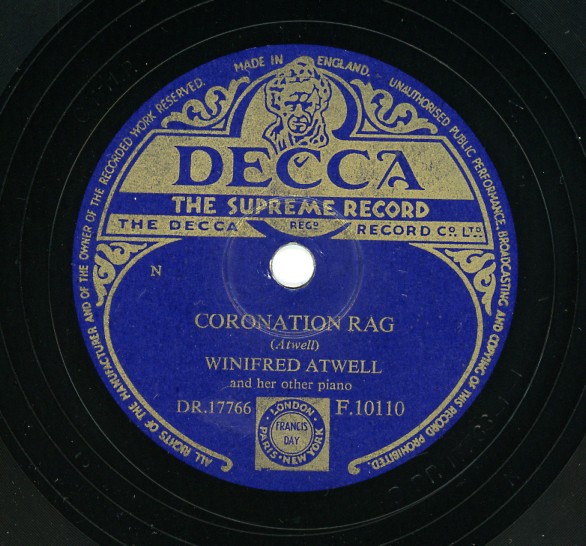 ALL RIGHTS OF THE MANUFACTURER AND OF THE OWNER OF THE RECORDED WORK RESERVED.
MADE IN ENGLAND.
UNAUTHORISED PUBLIC PERFORMANCE, BROADCASTING AND COPYING OF THIS RECORD PROHIBITED.
DECCA
THE SUPREME RECORD
THE DECCA REGD RECORD CO. LTD.
N
CORONATION RAG
(Atwell)
WINIFRED ATWELL
and her other piano
DR.17766 F.10110
LONDON
FRANCIS
DAY
PARIS · NEW YORK